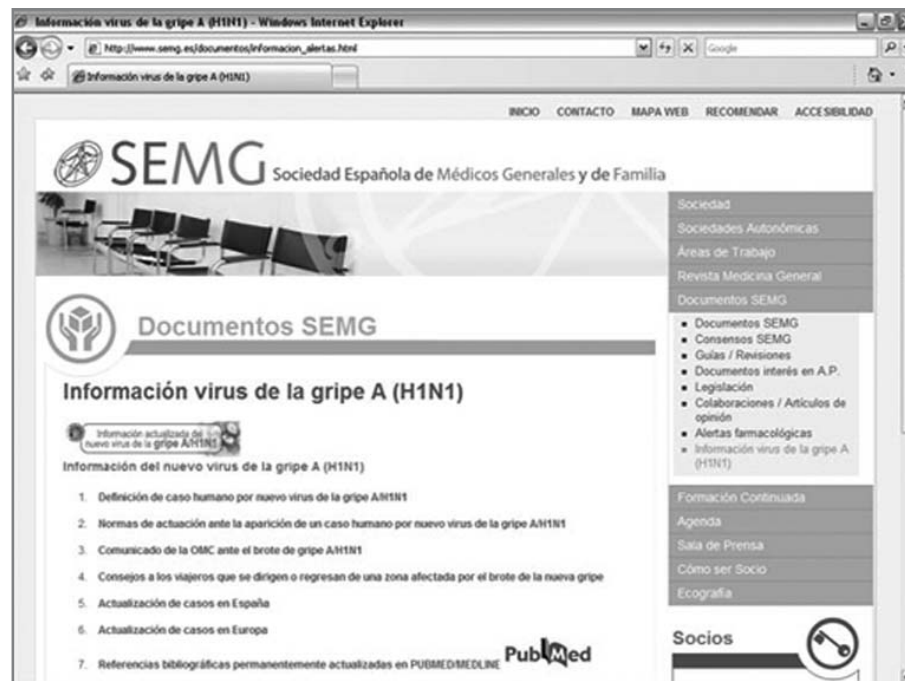 Información virus de la gripe A (H1N1) - Windows Internet Explorer
http://www.semg.es/documentos/informacion_alertas.html
Google
Información virus de la gripe A (H1N1)
INICIO CONTACTO MAPA WEB RECOMENDAR ACCESIBILIDAD
SEMG Sociedad Española de Médicos Generales y de Familia
Sociedad
Sociedades Autonómicas
Áreas de Trabajo
Revista Medicina General
Documentos SEMG
Documentos SEMG
Consensos SEMG
Guías / Revisiones
Documentos interés en A.P.
Legislación
Colaboraciones / Artículos de
opinión
Alertas farmacológicas
Información virus de la gripe A
(H1N1)
Formación Continuada
Agenda
Sala de Prensa
Cómo ser Socio
Ecografía
Socios
Documentos SEMG
Información virus de la gripe A (H1N1)
Información actualizada del
nuevo virus de la gripe A/H1N1
Información del nuevo virus de la gripe A (H1N1)
1. Definición de caso humano por nuevo virus de la gripe A/H1N1
2. Normas de actuación ante la aparición de un caso humano por nuevo virus de la gripe A/H1N1
3. Comunicado de la OMC ante el brote de gripe A/H1N1
4. Consejos a los viajeros que se dirigen o regresan de una zona afectada por el brote de la nueva gripe
5. Actualización de casos en España
6. Actualización de casos en Europa
7. Referencias bibliográficas permanentemente actualizadas en PUBMED/MEDLINE PubMed